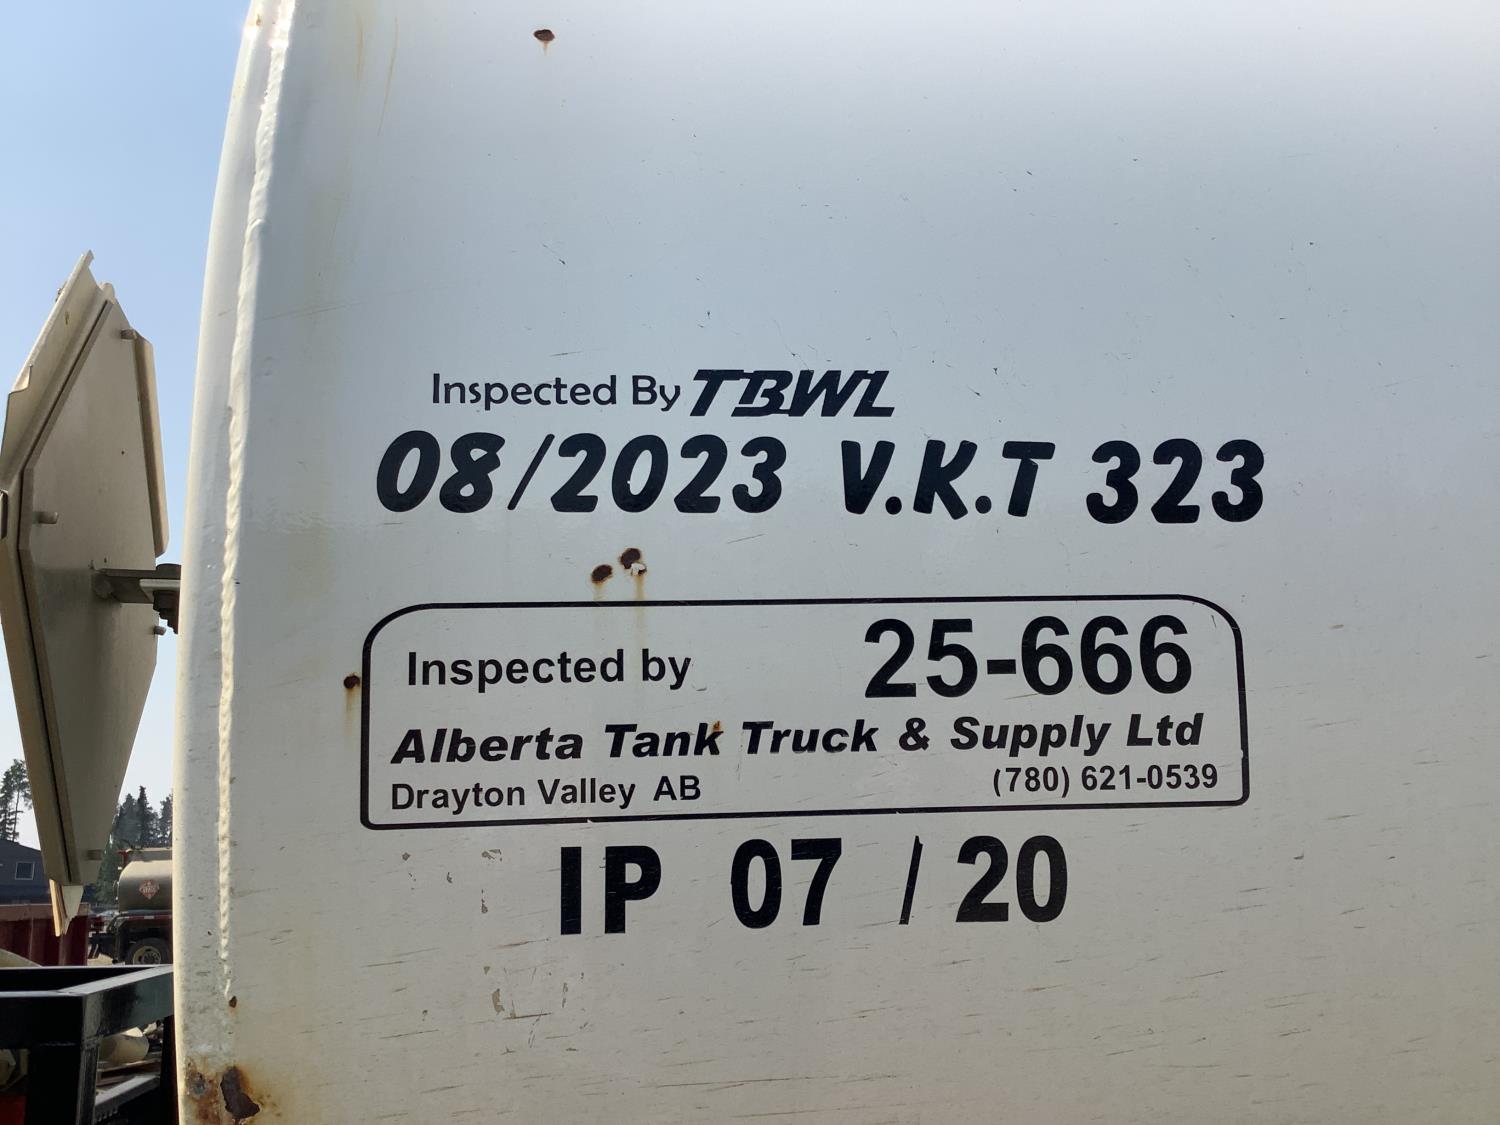 Inspected By TBWL
08/2023 V.K.T 323
Inspected by 25-666
Alberta Tank Truck & Supply Ltd
Drayton Valley AB (780) 621-0539
IP 07 / 20